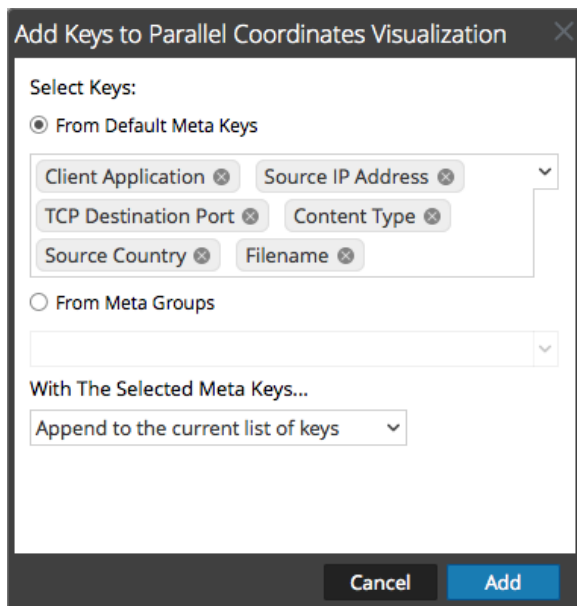 Add Keys to Parallel Coordinates Visualization
Select Keys:
From Default Meta Keys
Client Application Source IP Address
TCP Destination Port Content Type
Source Country Filename
From Meta Groups
With The Selected Meta Keys...
Append to the current list of keys
Cancel Add